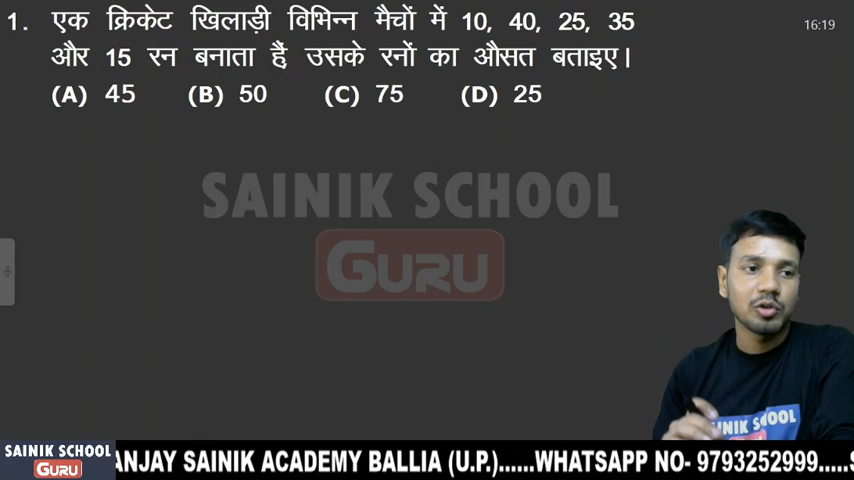 1. एक क्रिकेट खिलाड़ी विभिन्न मैचों में 10, 40, 25, 35
16:19
और 15 रन बनाता हैं, उसके रनों का औसत बताइए।
(A) 45 (B) 50 (C) 75 (D) 25
SAINIK SCHOOL
GURU
SAINIK SCHOOL
GURU
ANJAY SAINIK ACADEMY BALLIA (U.P.)......WHATSAPP NO- 9793252999...